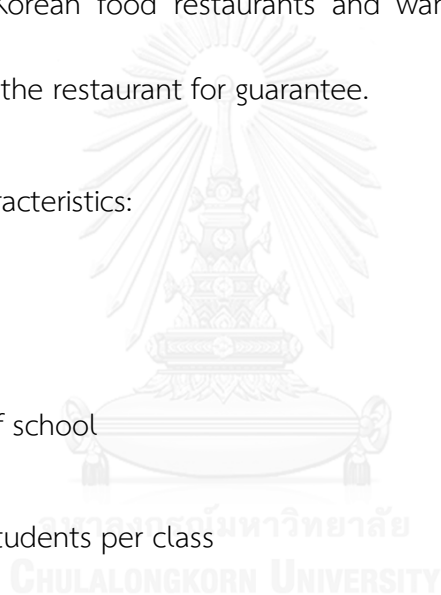 Korean food restaurants and
the restaurant for guarantee.
racteristics:
f school
tudents per class
จุฬาลงกรณ์มหาวิทยาลัย
CHULALONGKORN UNIVERSITY